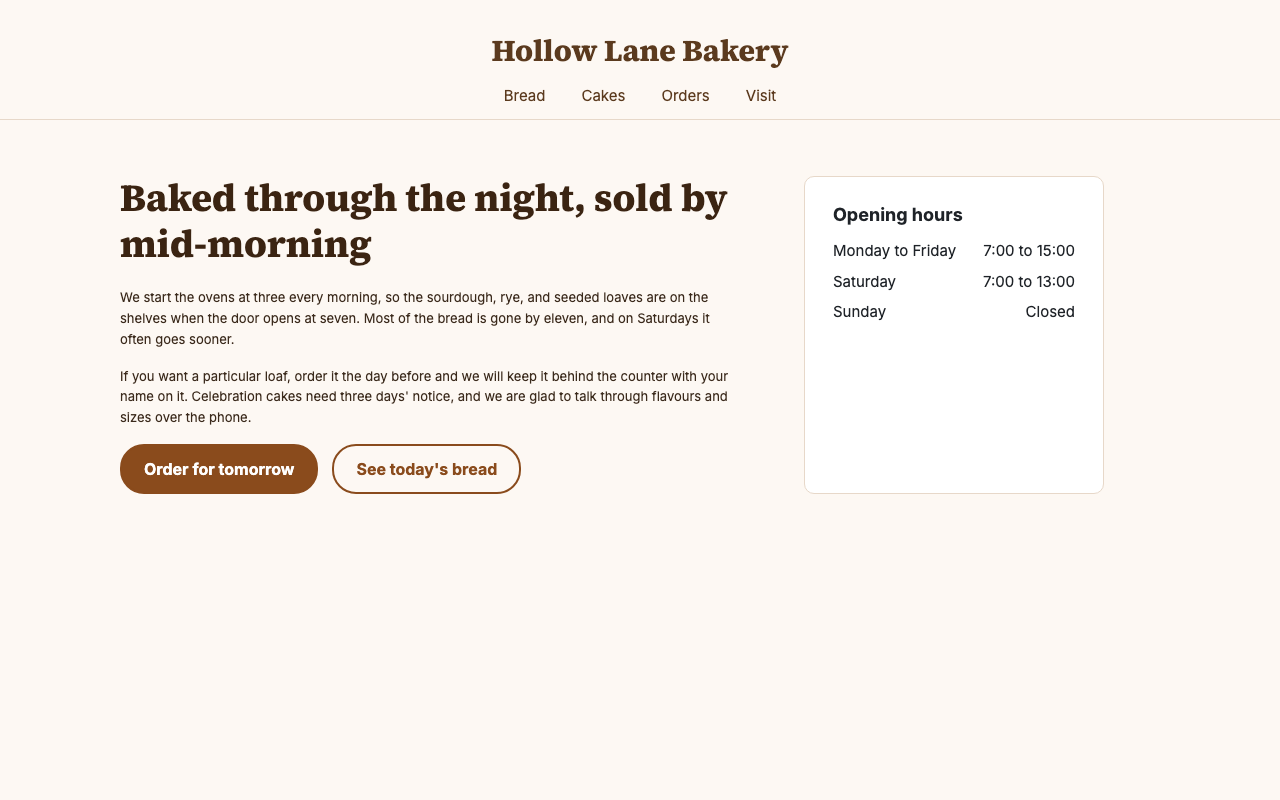 Hollow Lane Bakery
Bread Cakes Orders Visit
Baked through the night, sold by
mid-morning
We start the ovens at three every morning, so the sourdough, rye, and seeded loaves are on the
shelves when the door opens at seven. Most of the bread is gone by eleven, and on Saturdays it
often goes sooner.
If you want a particular loaf, order it the day before and we will keep it behind the counter with your
name on it. Celebration cakes need three days' notice, and we are glad to talk through flavours and
sizes over the phone.
Order for tomorrow See today's bread
Opening hours
Monday to Friday 7:00 to 15:00
Saturday 7:00 to 13:00
Sunday Closed